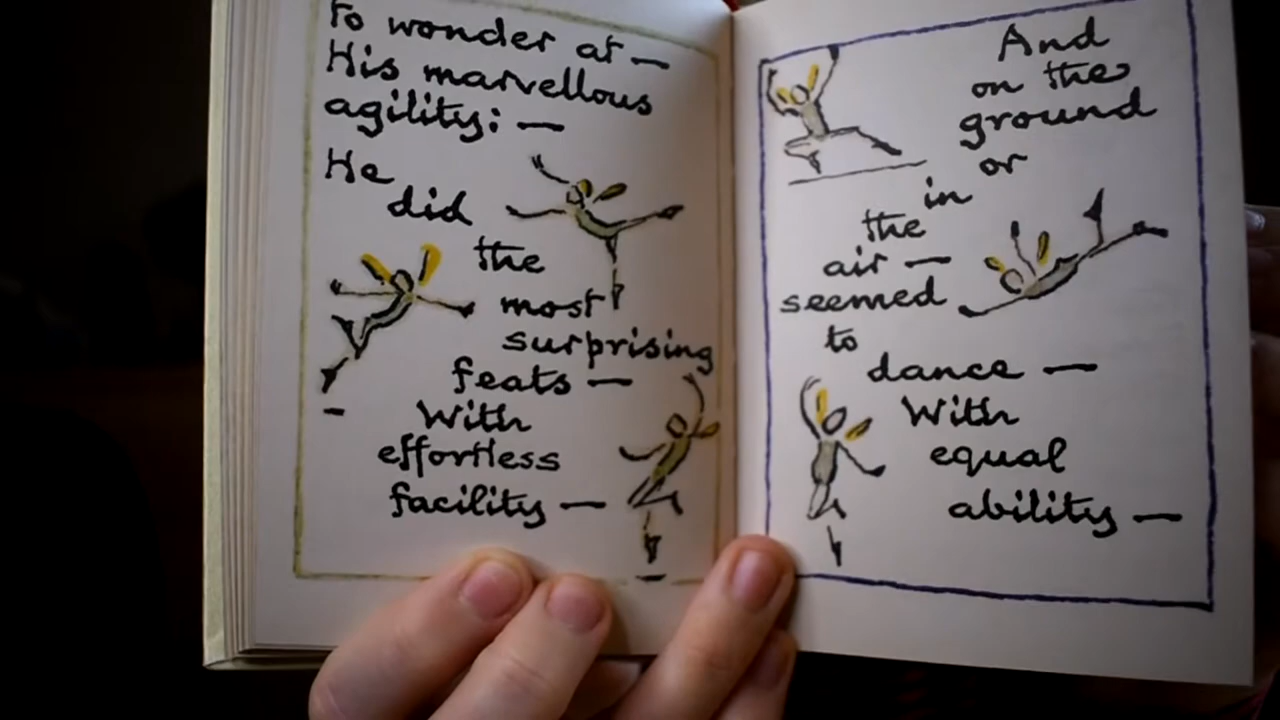 to wonder at —
His marvellous
agility: —
He
did
the
most
surprising
feats —
With
effortless
facility —
And
on the
ground
or
in
the
air —
seemed
to
dance —
With
equal
ability —